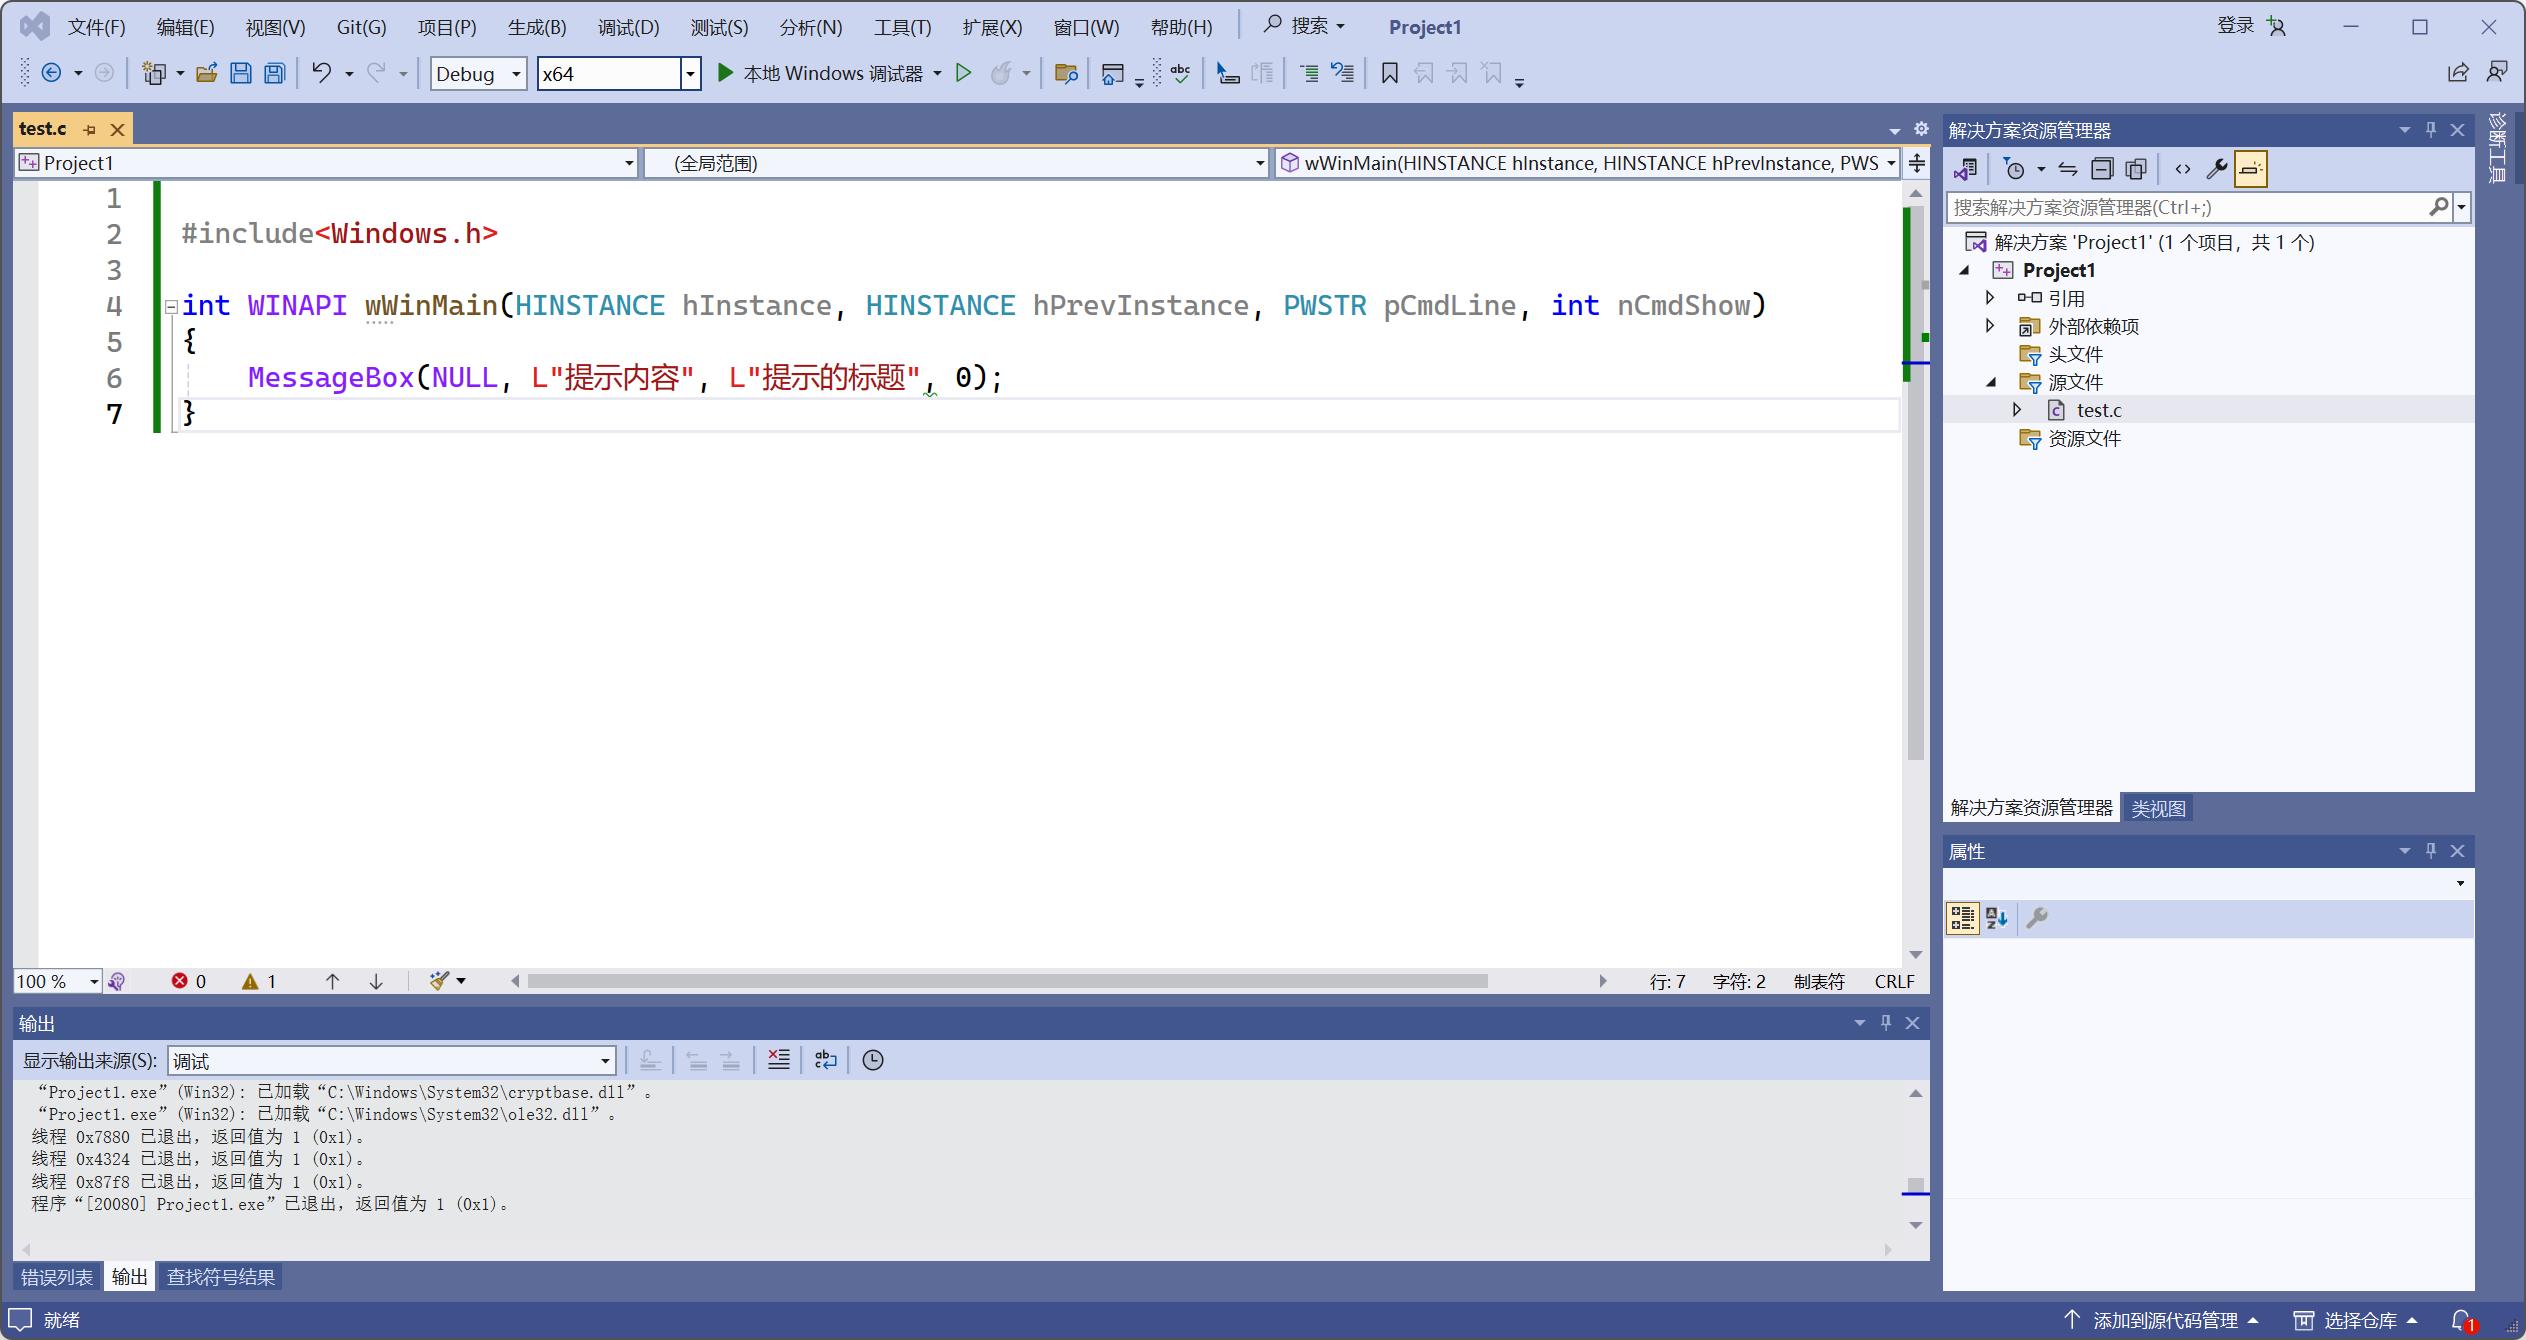 文件(F) 编辑(E) 视图(V) Git(G) 项目(P) 生成(B) 调试(D) 测试(S) 分析(N) 工具(T) 扩展(X) 窗口(W) 帮助(H) 搜索 Project1 登录
Debug x64 本地 Windows 调试器 abc
test.c
Project1 (全局范围) wWinMain(HINSTANCE hInstance, HINSTANCE hPrevInstance, PWS
1
2 #include<Windows.h>
3
4 int WINAPI wWinMain(HINSTANCE hInstance, HINSTANCE hPrevInstance, PWSTR pCmdLine, int nCmdShow)
5 {
6 MessageBox(NULL, L"提示内容", L"提示的标题", 0);
7 }
100 % 0 1 行: 7 字符: 2 制表符 CRLF
输出
显示输出来源(S): 调试
“Project1.exe”(Win32): 已加载“C:\Windows\System32\cryptbase.dll”。
“Project1.exe”(Win32): 已加载“C:\Windows\System32\ole32.dll”。
线程 0x7880 已退出，返回值为 1 (0x1)。
线程 0x4324 已退出，返回值为 1 (0x1)。
线程 0x87f8 已退出，返回值为 1 (0x1)。
程序“[20080] Project1.exe”已退出，返回值为 1 (0x1)。
错误列表 输出 查找符号结果
解决方案资源管理器
搜索解决方案资源管理器(Ctrl+;)
解决方案 'Project1' (1 个项目，共 1 个)
Project1
引用
外部依赖项
头文件
源文件
test.c
资源文件
解决方案资源管理器 类视图
属性
诊断工具
就绪 添加到源代码管理 选择仓库 1